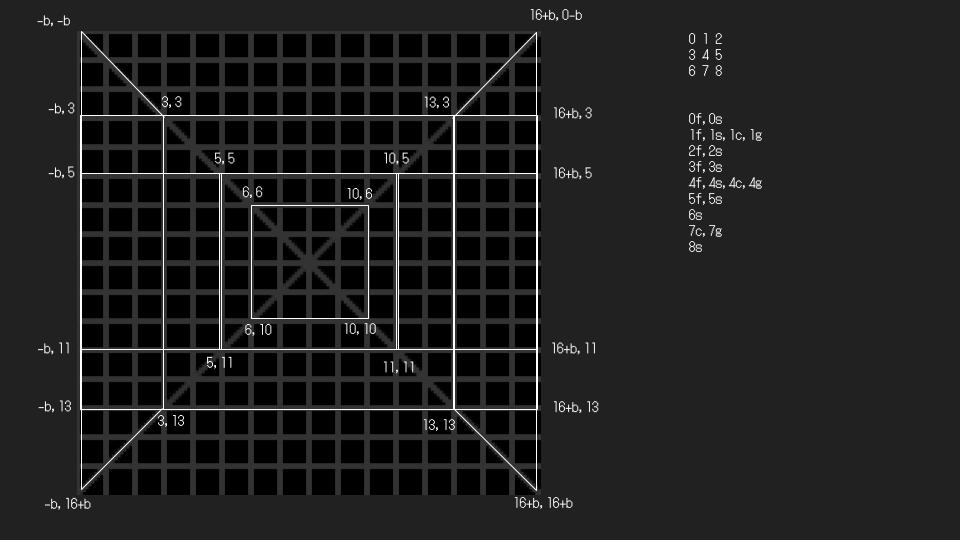 -b, -b
16+b, 0-b
-b, 3
3, 3
13, 3
16+b, 3
-b, 5
5, 5
10, 5
16+b, 5
6, 6
10, 6
6, 10
10, 10
-b, 11
5, 11
11, 11
16+b, 11
-b, 13
3, 13
13, 13
16+b, 13
-b, 16+b
16+b, 16+b
0 1 2
3 4 5
6 7 8
0f, 0s
1f, 1s, 1c, 1g
2f, 2s
3f, 3s
4f, 4s, 4c, 4g
5f, 5s
6s
7c, 7g
8s